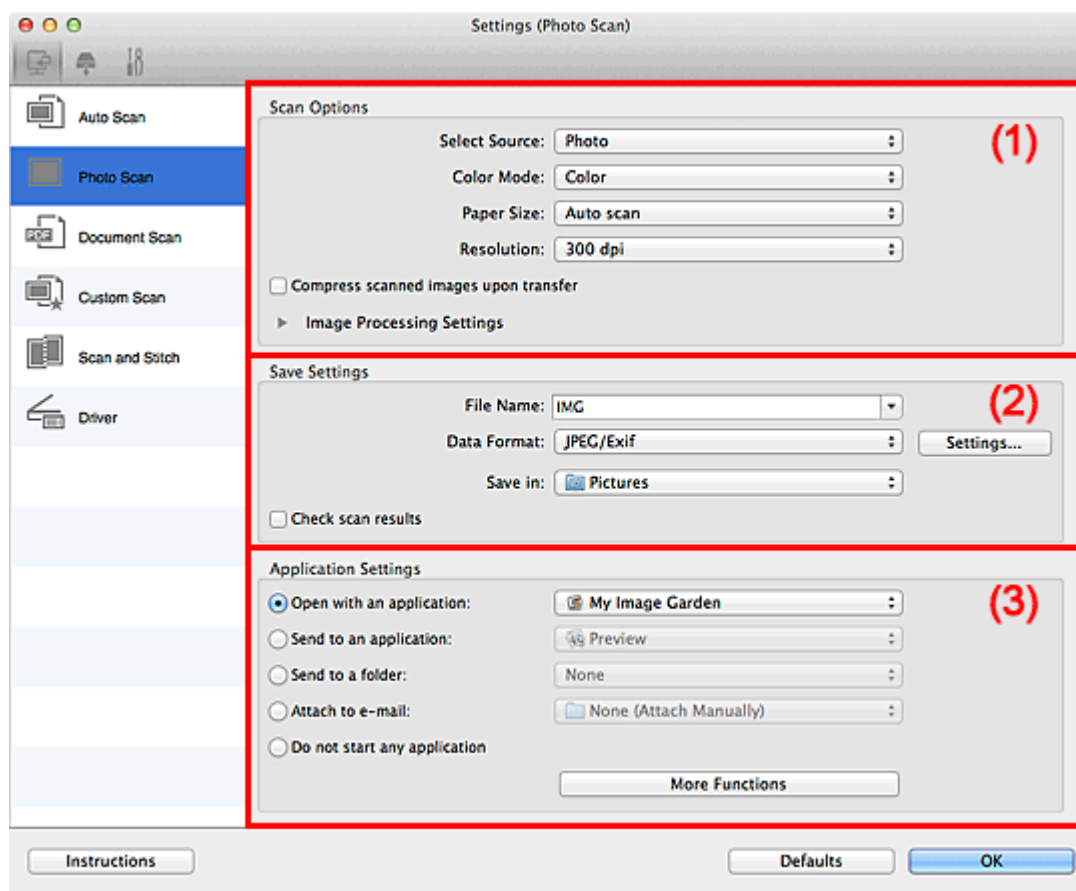 Settings (Photo Scan)
Auto Scan
Photo Scan
PDF
Document Scan
Custom Scan
Scan and Stitch
Driver
Scan Options
(1)
Select Source: Photo
Color Mode: Color
Paper Size: Auto scan
Resolution: 300 dpi
Compress scanned images upon transfer
Image Processing Settings
Save Settings
(2)
File Name: IMG
Data Format: JPEG/Exif Settings...
Save in: Pictures
Check scan results
Application Settings
(3)
Open with an application: My Image Garden
Send to an application: Preview
Send to a folder: None
Attach to e-mail: None (Attach Manually)
Do not start any application
More Functions
Instructions Defaults OK